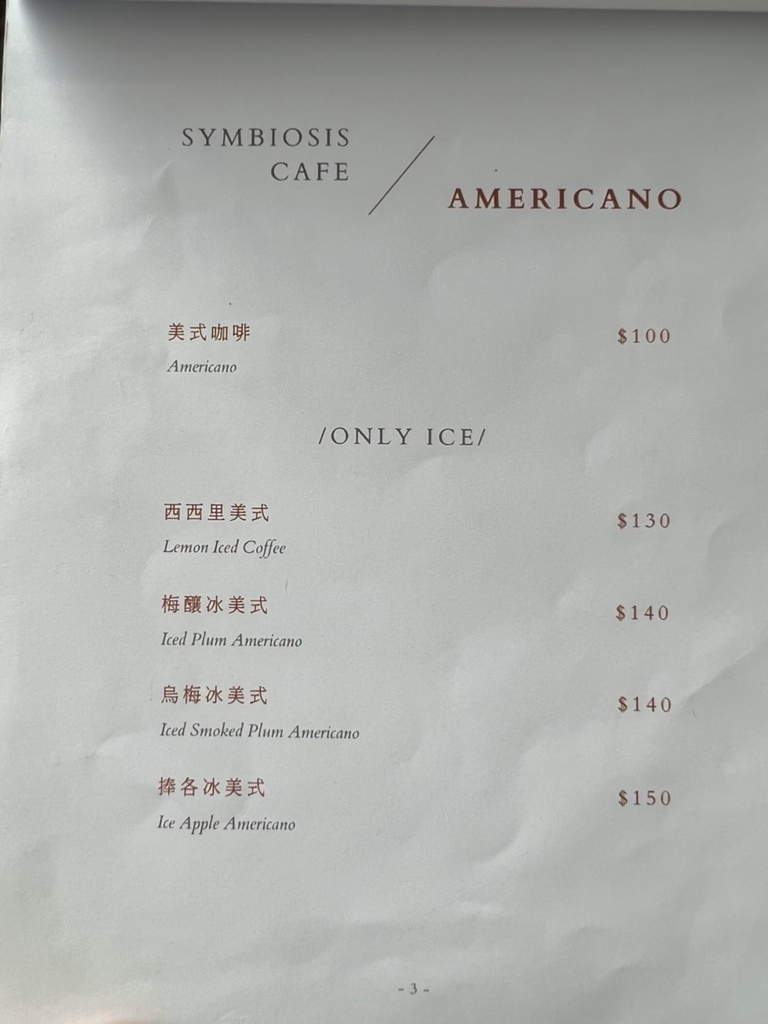 SYMBIOSIS
CAFE
AMERICANO
美式咖啡 $100
Americano
/ONLY ICE/
西西里美式 $130
Lemon Iced Coffee
梅釀冰美式 $140
Iced Plum Americano
烏梅冰美式 $140
Iced Smoked Plum Americano
捧各冰美式 $150
Ice Apple Americano
- 3 -